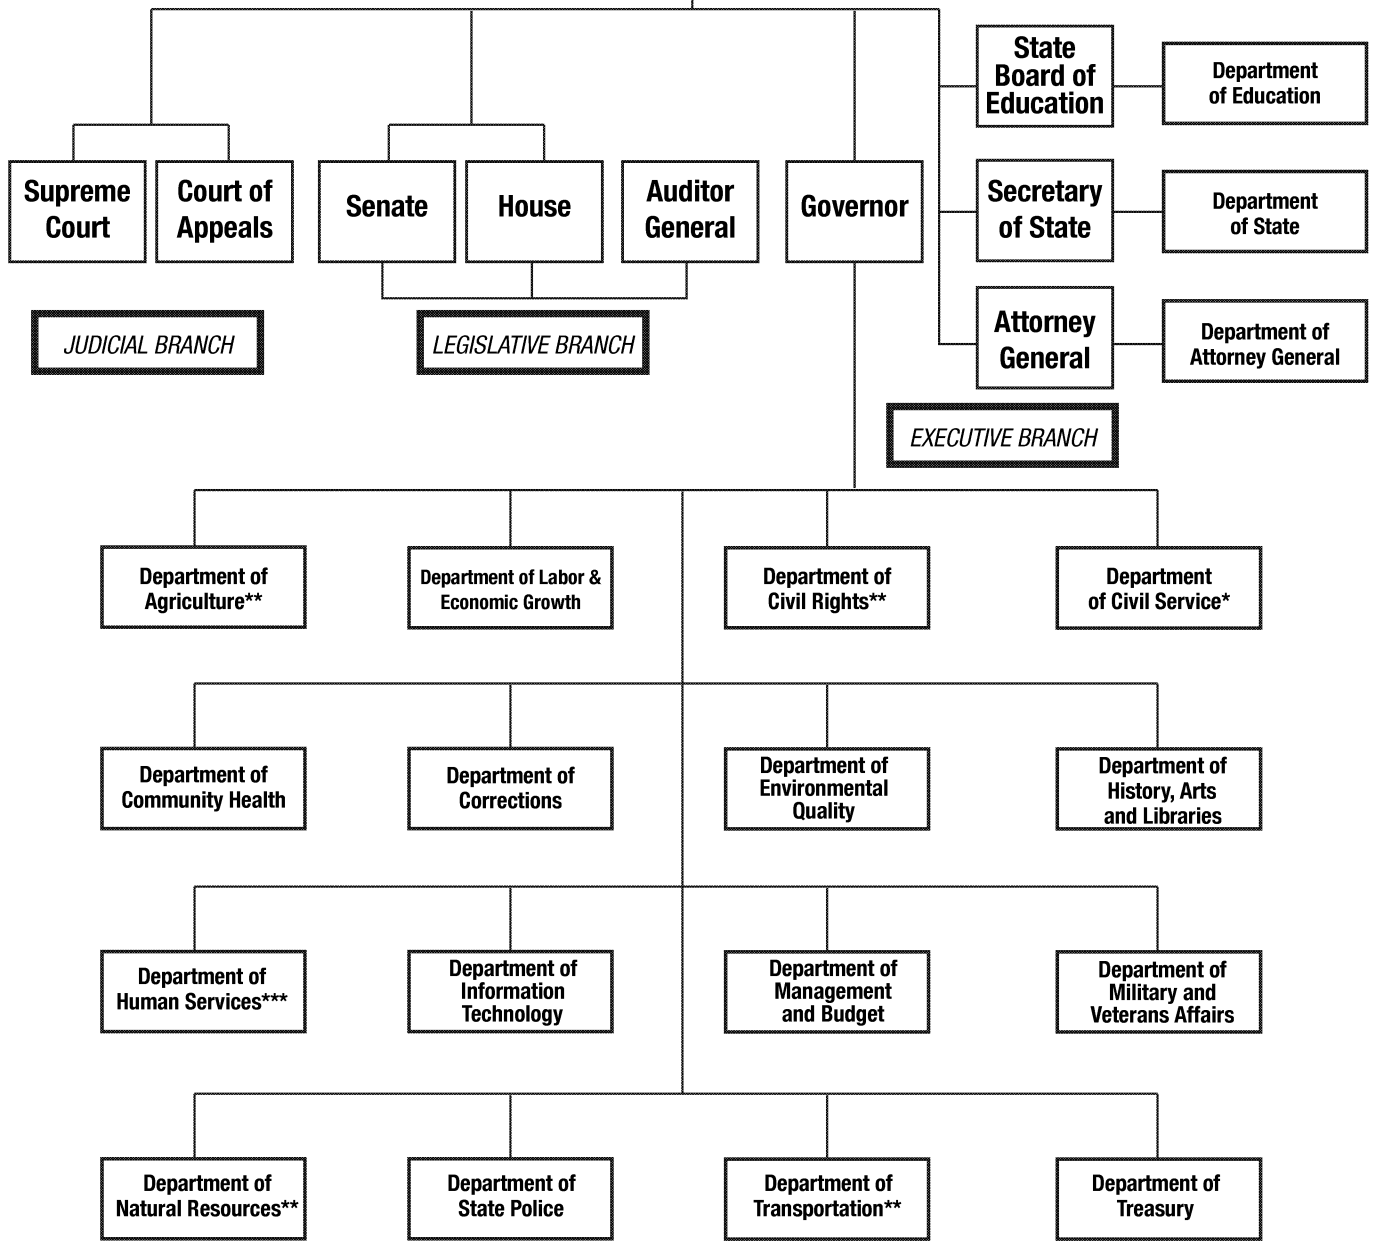 State
Board of
Education
Department
of Education
Supreme
Court
Court of
Appeals
Senate
House
Auditor
General
Governor
Secretary
of State
Department
of State
Attorney
General
Department of
Attorney General
JUDICIAL BRANCH
LEGISLATIVE BRANCH
EXECUTIVE BRANCH
Department of
Agriculture**
Department of Labor &
Economic Growth
Department of
Civil Rights**
Department
of Civil Service*
Department of
Community Health
Department of
Corrections
Department of
Environmental
Quality
Department of
History, Arts
and Libraries
Department of
Human Services***
Department of
Information
Technology
Department of
Management
and Budget
Department of
Military and
Veterans Affairs
Department of
Natural Resources**
Department of
State Police
Department of
Transportation**
Department of
Treasury